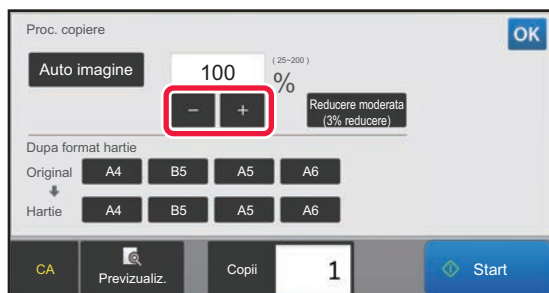 Proc. copiere
OK
Auto imagine
100
( 25~200 )
%
−
+
Reducere moderata
(3% reducere)
Dupa format hartie
Original
A4
B5
A5
A6
Hartie
A4
B5
A5
A6
CA
Previzualiz.
Copii
1
Start